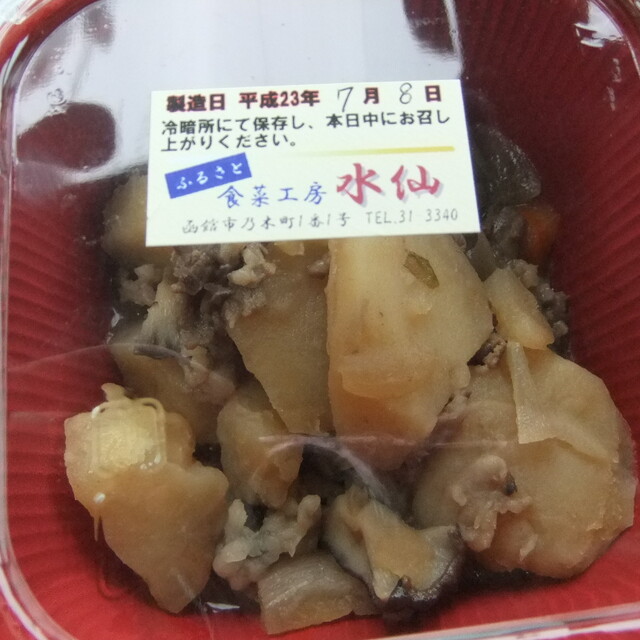 製造日 平成23年 7月 8日
冷暗所にて保存し、本日中にお召し
上がりください。
ふるさと
食菜工房 水仙
函館市乃木町1番1号 TEL.31 3340